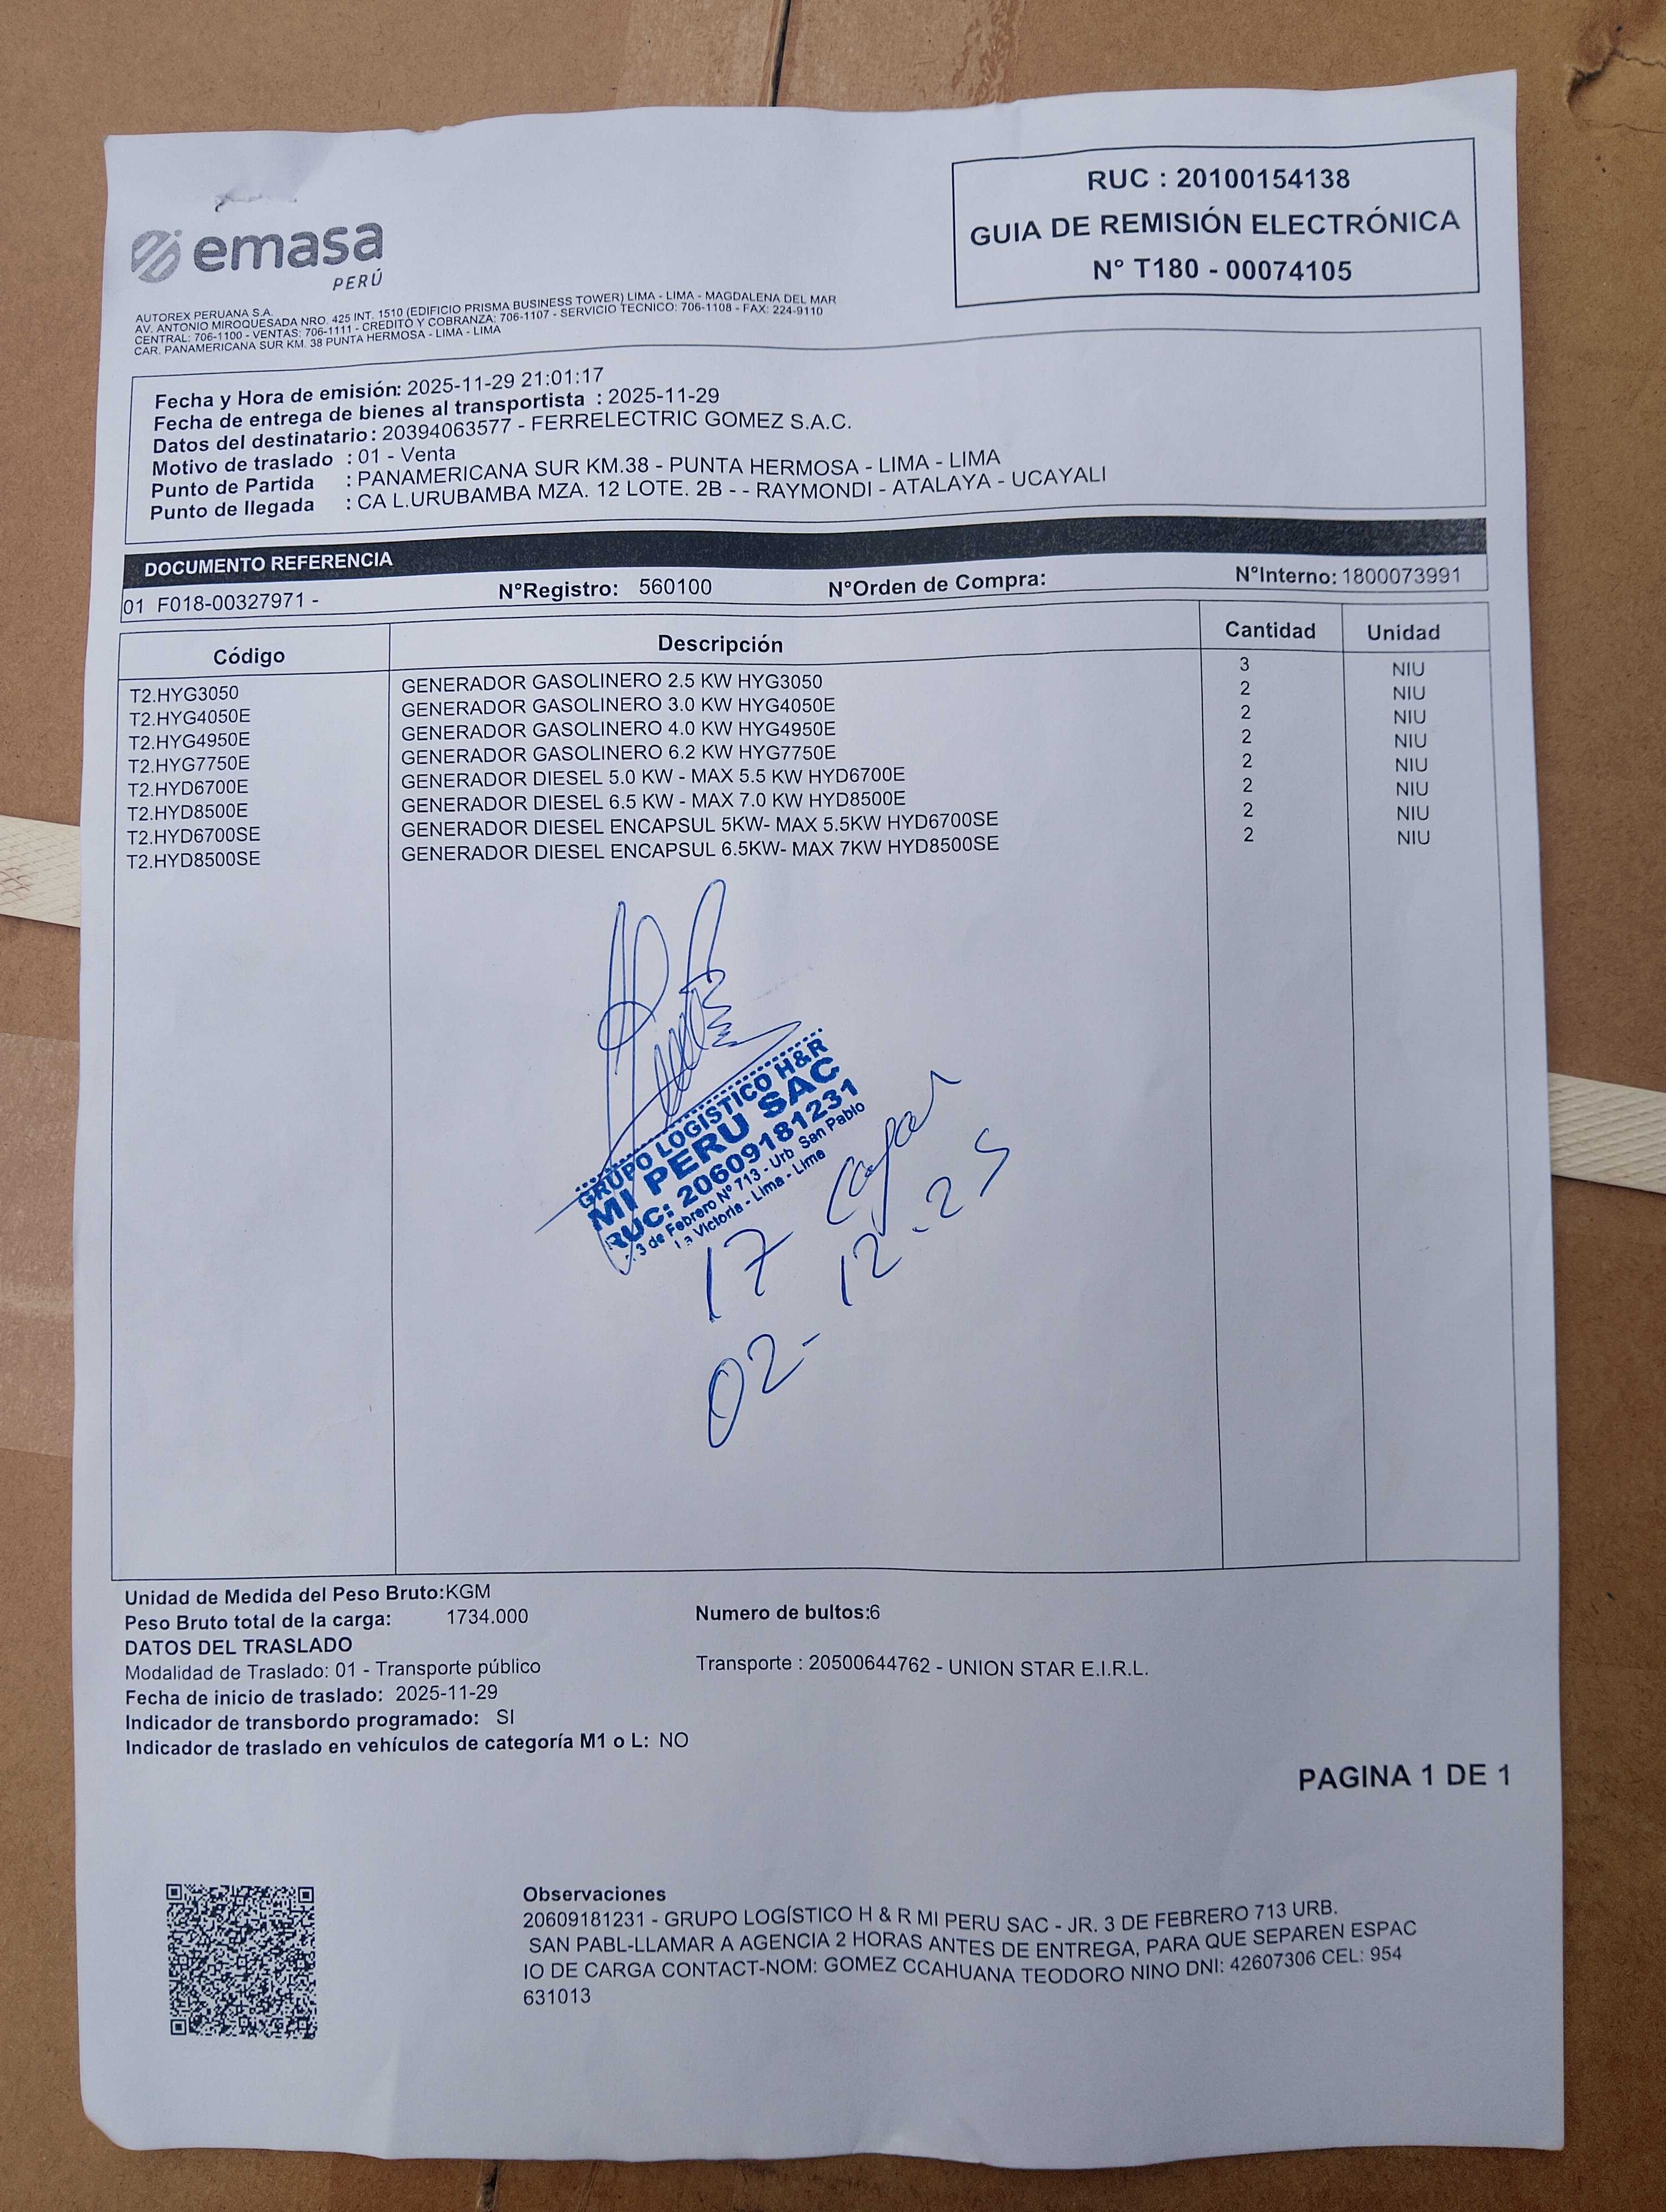 emasa
PERÚ
RUC : 20100154138
GUIA DE REMISIÓN ELECTRÓNICA
N° T180 - 00074105
AUTOREX PERUANA S.A.
AV. ANTONIO MIROQUESADA NRO. 425 INT. 1510 (EDIFICIO PRISMA BUSINESS TOWER) LIMA - LIMA - MAGDALENA DEL MAR
CENTRAL: 706-1100 - VENTAS: 706-1111 - CREDITO Y COBRANZA: 706-1107 - SERVICIO TECNICO: 706-1108 - FAX: 224-9110
CAR. PANAMERICANA SUR KM. 38 PUNTA HERMOSA - LIMA - LIMA
Fecha y Hora de emisión: 2025-11-29 21:01:17
Fecha de entrega de bienes al transportista : 2025-11-29
Datos del destinatario : 20394063577 - FERRELECTRIC GOMEZ S.A.C.
Motivo de traslado : 01 - Venta
Punto de Partida : PANAMERICANA SUR KM.38 - PUNTA HERMOSA - LIMA - LIMA
Punto de llegada : CA L.URUBAMBA MZA. 12 LOTE. 2B - - RAYMONDI - ATALAYA - UCAYALI
DOCUMENTO REFERENCIA
01 F018-00327971 - N°Registro: 560100 N°Orden de Compra: N°Interno: 1800073991
Código Descripción Cantidad Unidad
T2.HYG3050 GENERADOR GASOLINERO 2.5 KW HYG3050 3 NIU
T2.HYG4050E GENERADOR GASOLINERO 3.0 KW HYG4050E 2 NIU
T2.HYG4950E GENERADOR GASOLINERO 4.0 KW HYG4950E 2 NIU
T2.HYG7750E GENERADOR GASOLINERO 6.2 KW HYG7750E 2 NIU
T2.HYD6700E GENERADOR DIESEL 5.0 KW - MAX 5.5 KW HYD6700E 2 NIU
T2.HYD8500E GENERADOR DIESEL 6.5 KW - MAX 7.0 KW HYD8500E 2 NIU
T2.HYD6700SE GENERADOR DIESEL ENCAPSUL 5KW- MAX 5.5KW HYD6700SE 2 NIU
T2.HYD8500SE GENERADOR DIESEL ENCAPSUL 6.5KW- MAX 7KW HYD8500SE 2 NIU
GRUPO LOGISTICO H&R
MI PERU SAC
RUC: 20609181231
3 de Febrero N° 713 - Urb. San Pablo
La Victoria - Lima - Lima
17
02-12-25
Unidad de Medida del Peso Bruto:KGM
Peso Bruto total de la carga: 1734.000 Numero de bultos:6
DATOS DEL TRASLADO
Modalidad de Traslado: 01 - Transporte público Transporte : 20500644762 - UNION STAR E.I.R.L.
Fecha de inicio de traslado: 2025-11-29
Indicador de transbordo programado: SI
Indicador de traslado en vehículos de categoría M1 o L: NO
PAGINA 1 DE 1
Observaciones
20609181231 - GRUPO LOGÍSTICO H & R MI PERU SAC - JR. 3 DE FEBRERO 713 URB.
SAN PABL-LLAMAR A AGENCIA 2 HORAS ANTES DE ENTREGA, PARA QUE SEPAREN ESPAC
IO DE CARGA CONTACT-NOM: GOMEZ CCAHUANA TEODORO NINO DNI: 42607306 CEL: 954
631013